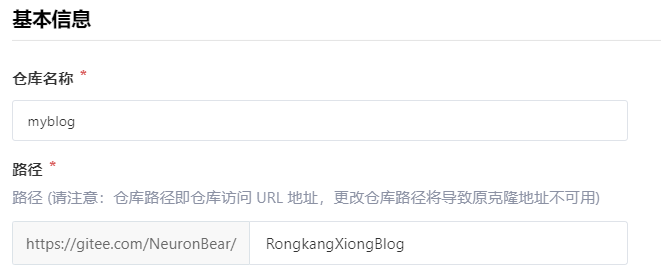 基本信息
仓库名称 *
myblog
路径 *
路径 (请注意：仓库路径即仓库访问 URL 地址，更改仓库路径将导致原克隆地址不可用)
https://gitee.com/NeuronBear/ RongkangXiongBlog